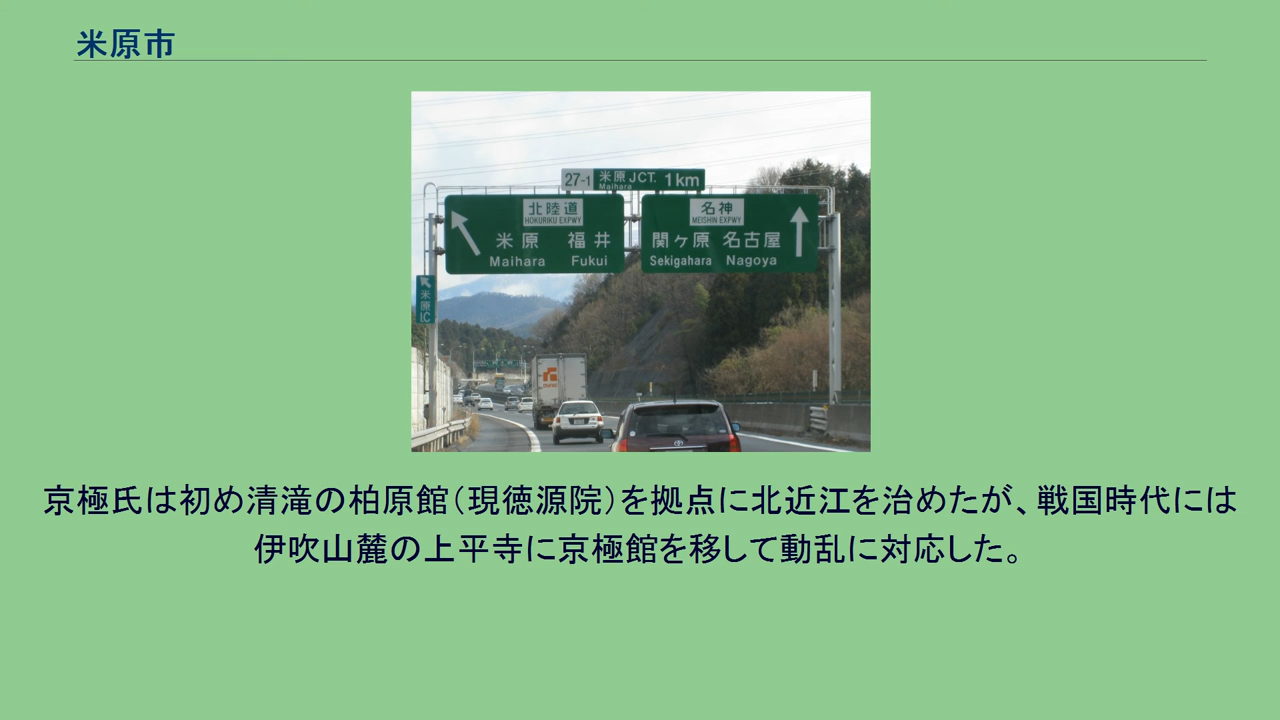 米原市
27-1 米原 JCT. 1km
Maihara
北陸道
HOKURIKU EXPWY
米原 福井
Maihara Fukui
名神
MEISHIN EXPWY
関ヶ原 名古屋
Sekigahara Nagoya
米原I.C
京極氏は初め清滝の柏原館（現徳源院）を拠点に北近江を治めたが、戦国時代には
伊吹山麓の上平寺に京極館を移して動乱に対応した。